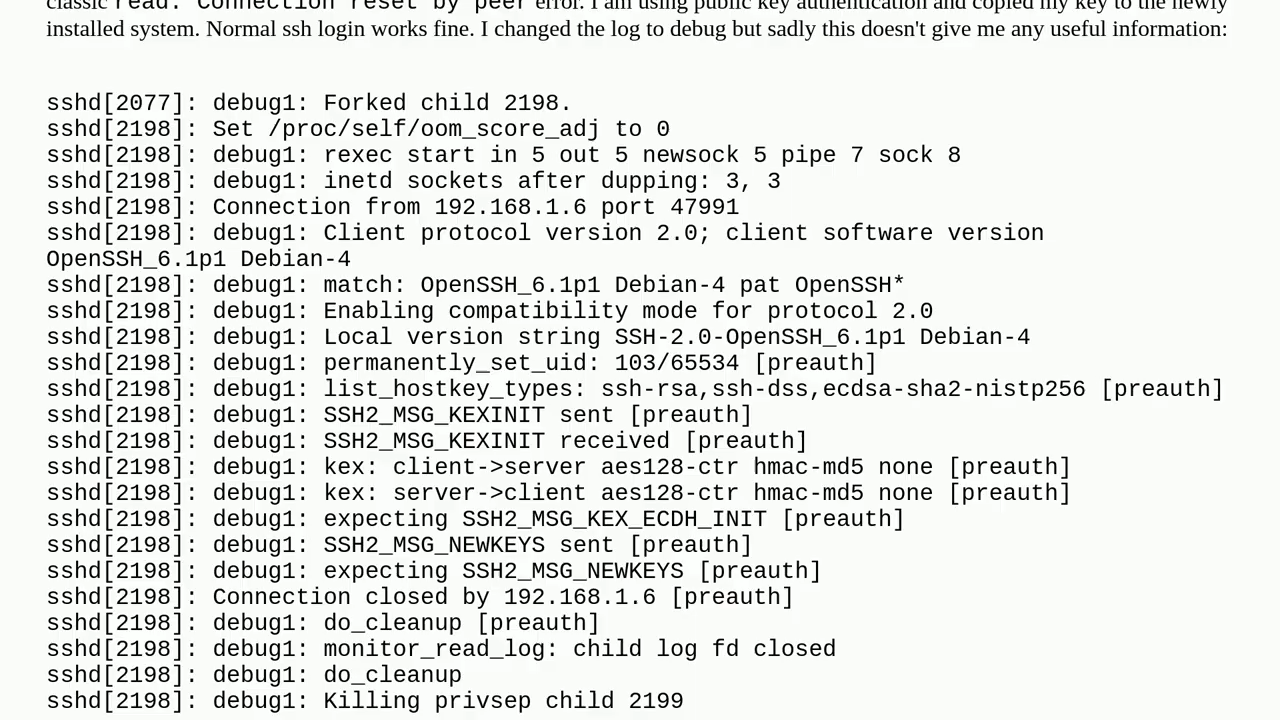 classic read: Connection reset by peer error. I am using public key authentication and copied my key to the newly
installed system. Normal ssh login works fine. I changed the log to debug but sadly this doesn't give me any useful information:
sshd[2077]: debug1: Forked child 2198.
sshd[2198]: Set /proc/self/oom_score_adj to 0
sshd[2198]: debug1: rexec start in 5 out 5 newsock 5 pipe 7 sock 8
sshd[2198]: debug1: inetd sockets after dupping: 3, 3
sshd[2198]: Connection from 192.168.1.6 port 47991
sshd[2198]: debug1: Client protocol version 2.0; client software version
OpenSSH_6.1p1 Debian-4
sshd[2198]: debug1: match: OpenSSH_6.1p1 Debian-4 pat OpenSSH*
sshd[2198]: debug1: Enabling compatibility mode for protocol 2.0
sshd[2198]: debug1: Local version string SSH-2.0-OpenSSH_6.1p1 Debian-4
sshd[2198]: debug1: permanently_set_uid: 103/65534 [preauth]
sshd[2198]: debug1: list_hostkey_types: ssh-rsa,ssh-dss,ecdsa-sha2-nistp256 [preauth]
sshd[2198]: debug1: SSH2_MSG_KEXINIT sent [preauth]
sshd[2198]: debug1: SSH2_MSG_KEXINIT received [preauth]
sshd[2198]: debug1: kex: client->server aes128-ctr hmac-md5 none [preauth]
sshd[2198]: debug1: kex: server->client aes128-ctr hmac-md5 none [preauth]
sshd[2198]: debug1: expecting SSH2_MSG_KEX_ECDH_INIT [preauth]
sshd[2198]: debug1: SSH2_MSG_NEWKEYS sent [preauth]
sshd[2198]: debug1: expecting SSH2_MSG_NEWKEYS [preauth]
sshd[2198]: Connection closed by 192.168.1.6 [preauth]
sshd[2198]: debug1: do_cleanup [preauth]
sshd[2198]: debug1: monitor_read_log: child log fd closed
sshd[2198]: debug1: do_cleanup
sshd[2198]: debug1: Killing privsep child 2199